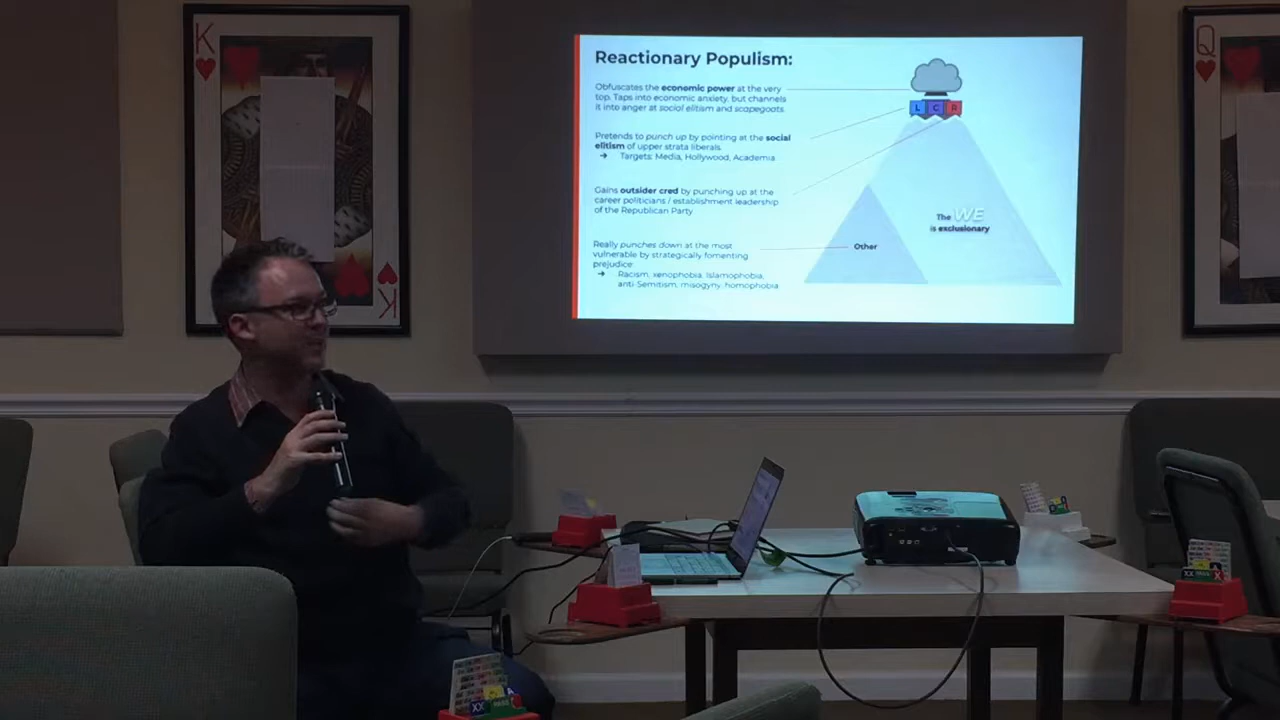 K
Q
Reactionary Populism:
Obfuscates the economic power at the very
top. Taps into economic anxiety, but channels
it into anger at social elitism and scapegoats.
Pretends to punch up by pointing at the social
elitism of upper strata liberals.
→ Targets: Media, Hollywood, Academia
Gains outsider cred by punching up at the
career politicians / establishment leadership
of the Republican Party
Really punches down at the most
vulnerable by strategically fomenting
prejudice:
→ Racism, xenophobia, Islamophobia,
anti-Semitism, misogyny, homophobia
L C R
The WE
is exclusionary
Other
K
XX PASS
XX PASS X